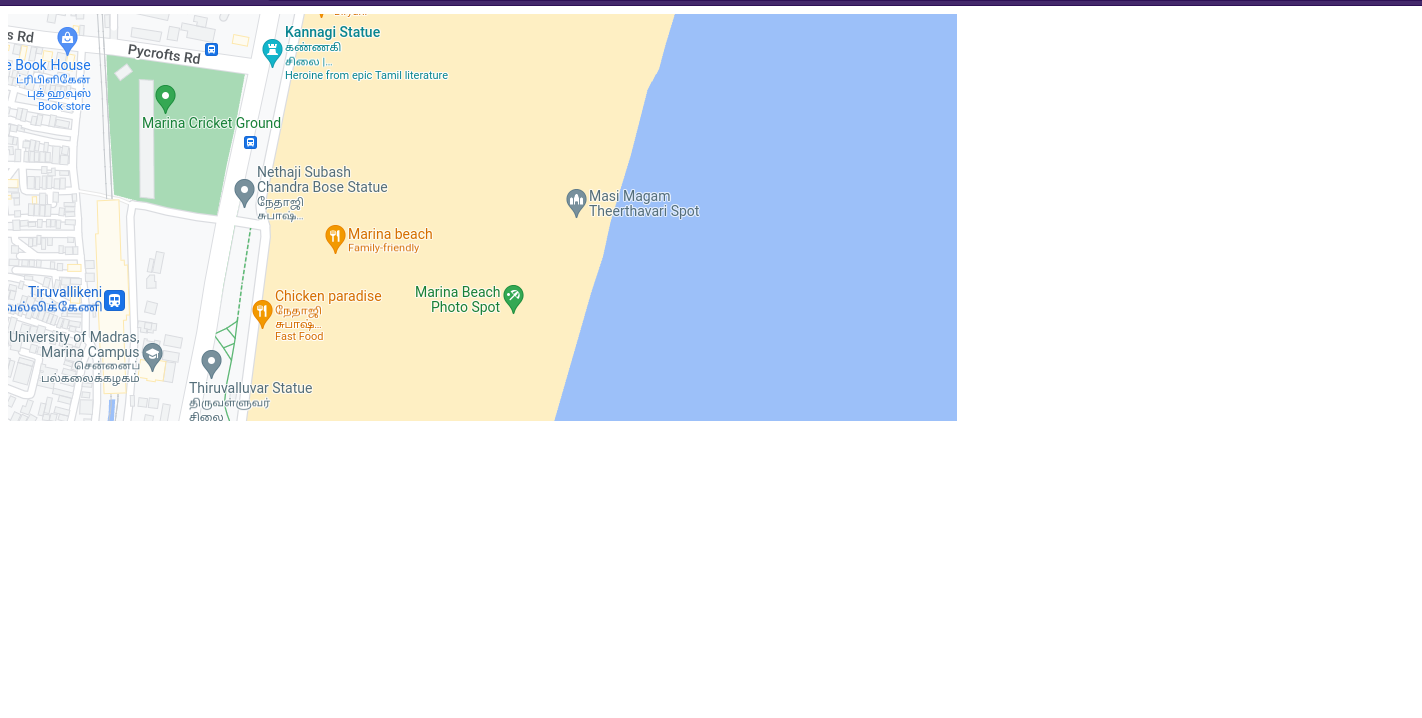 s Rd
Pycrofts Rd
Kannagi Statue
கண்ணகி
சிலை |...
Heroine from epic Tamil literature
e Book House
ட்ரிபிளிகேன்
புக் ஹவுஸ்
Book store
Marina Cricket Ground
Nethaji Subash
Chandra Bose Statue
நேதாஜி
சுபாஷ்...
Masi Magam
Theerthavari Spot
Marina beach
Family-friendly
Tiruvallikeni
வல்லிக்கேணி
Chicken paradise
நேதாஜி
சுபாஷ்...
Fast Food
Marina Beach
Photo Spot
University of Madras,
Marina Campus
சென்னைப்
பல்கலைக்கழகம்
Thiruvalluvar Statue
திருவள்ளுவர்
சிலை